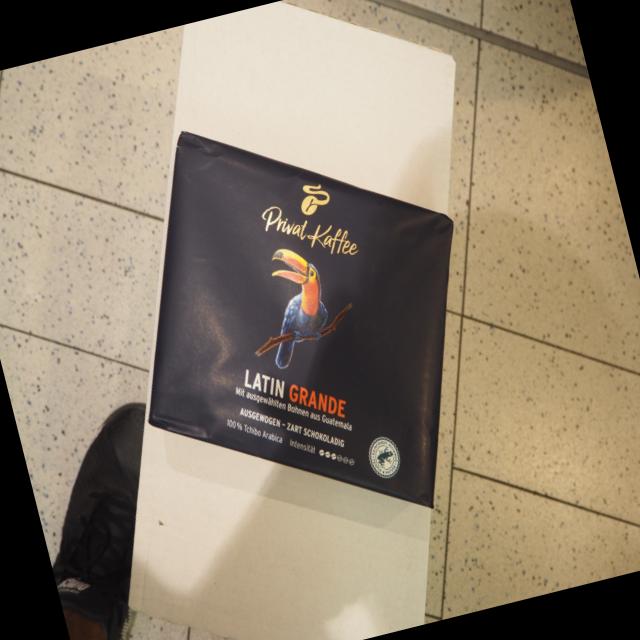 Privat Kaffee
LATIN GRANDE
Mit ausgewählten Bohnen aus Guatemala
AUSGEWOGEN – ZART SCHOKOLADIG
100% Tchibo Arabica Intensität